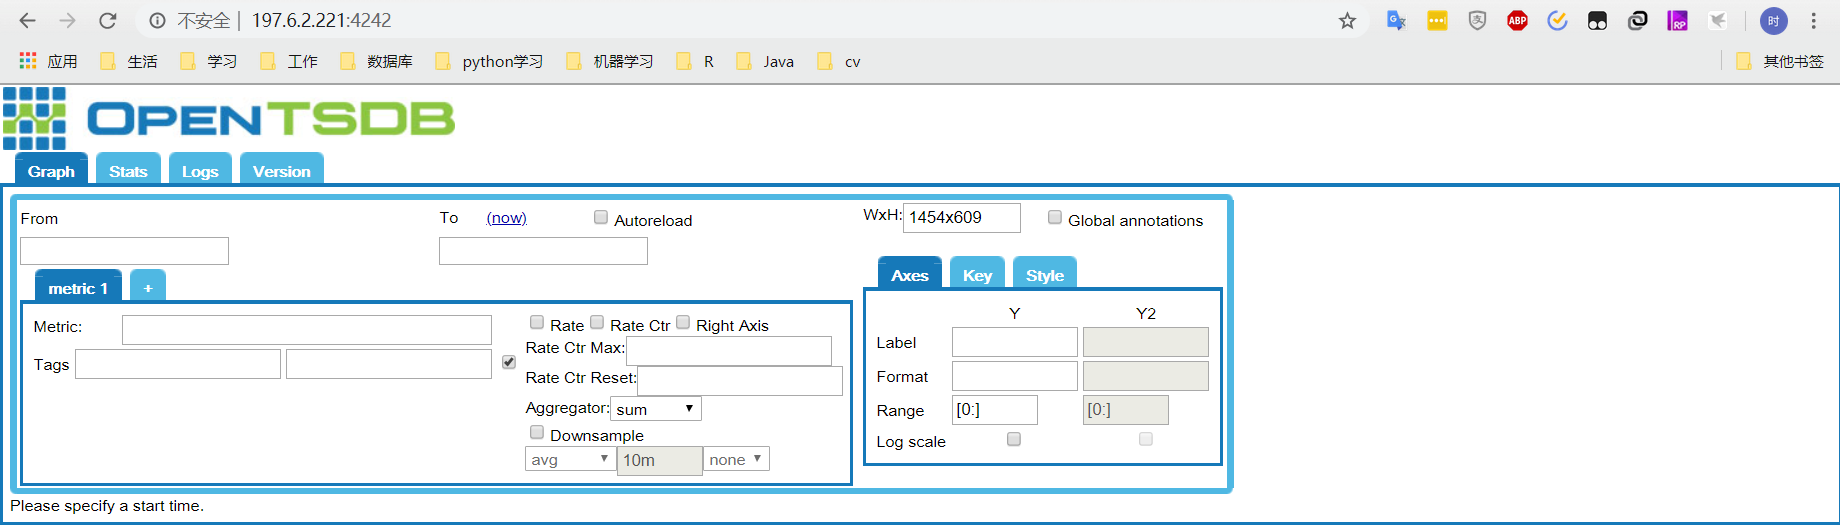 不安全 | 197.6.2.221:4242
ABP
RP
时
应用 生活 学习 工作 数据库 python学习 机器学习 R Java cv 其他书签
OPENTSDB
Graph Stats Logs Version
From To (now) Autoreload WxH: 1454x609 Global annotations
metric 1 +
Axes Key Style
Metric:
Tags
Rate Rate Ctr Right Axis
Rate Ctr Max:
Rate Ctr Reset:
Aggregator: sum
Downsample
avg 10m none
Y Y2
Label
Format
Range [0:] [0:]
Log scale
Please specify a start time.